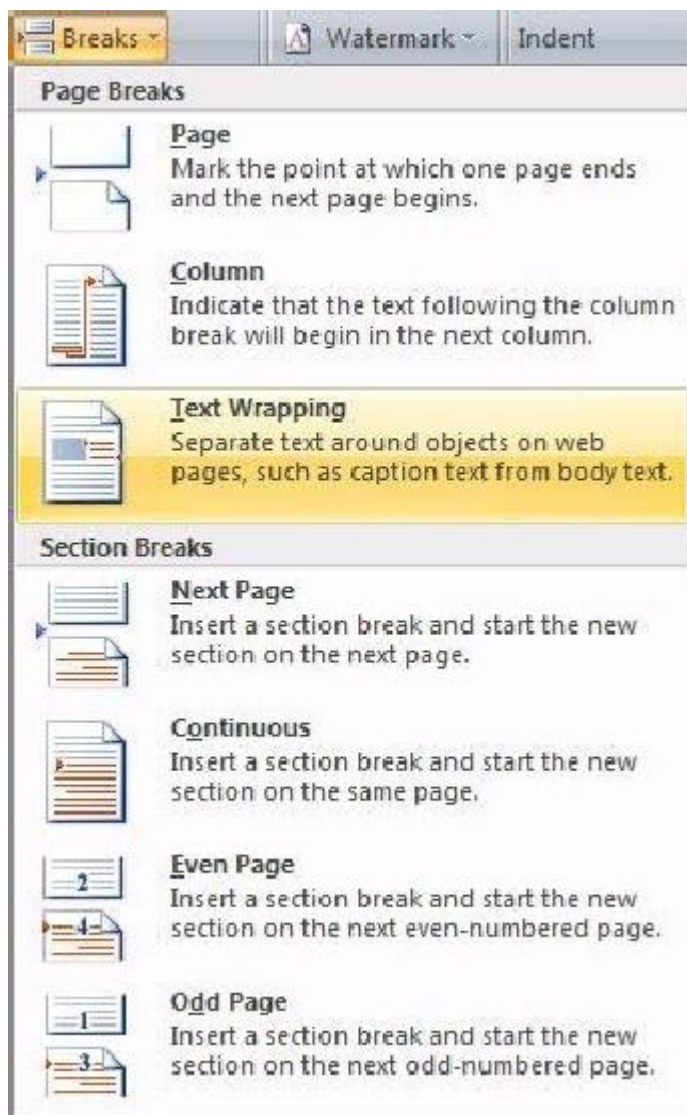 Breaks Watermark Indent
Page Breaks
Page
Mark the point at which one page ends
and the next page begins.
Column
Indicate that the text following the column
break will begin in the next column.
Text Wrapping
Separate text around objects on web
pages, such as caption text from body text.
Section Breaks
Next Page
Insert a section break and start the new
section on the next page.
Continuous
Insert a section break and start the new
section on the same page.
Even Page
2
Insert a section break and start the new
4
section on the next even-numbered page.
Odd Page
1
Insert a section break and start the new
3
section on the next odd-numbered page.